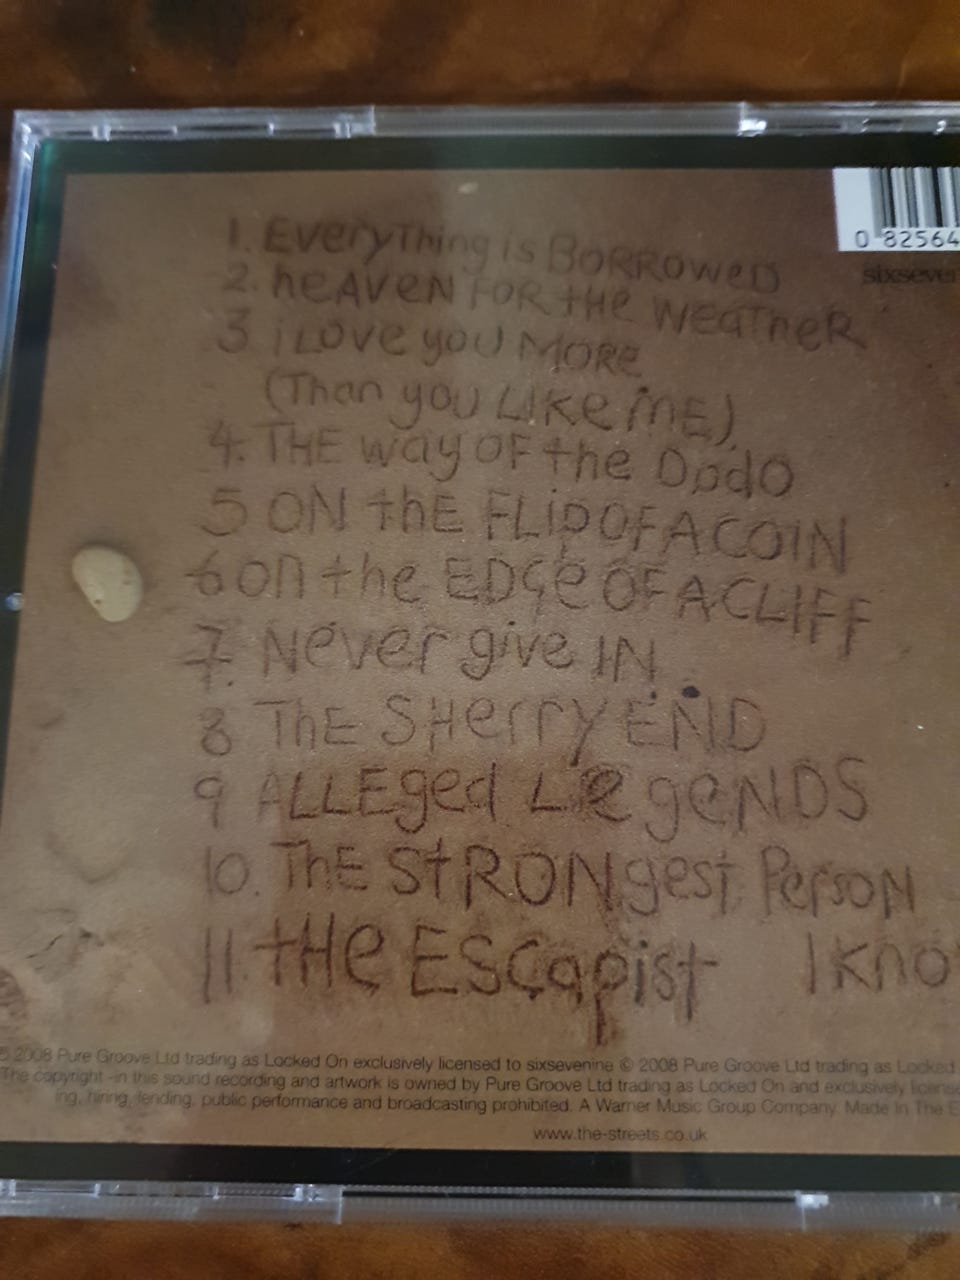 0 82564
sixseven
1. EveryThing is BORROweD
2. heAVeN FOR tHe WeaTheR
3 i Love yoU MORe
(Than yoU LIKe mE)
4. THE way OF the DodO
5 ON thE FLip OF A COIN
6 On the EDge OF A CLIFF
7. Never give IN
8 ThE SHerry END
9 ALLEged LegeNDS
10. ThE StRONgest PersoN
11 tHe EScapist I Kno
2008 Pure Groove Ltd trading as Locked On exclusively licensed to sixsevenine © 2008 Pure Groove Ltd trading as Locked
The copyright in this sound recording and artwork is owned by Pure Groove Ltd trading as Locked On and exclusively license
ing, hiring, lending, public performance and broadcasting prohibited. A Warner Music Group Company. Made In The E
www.the-streets.co.uk